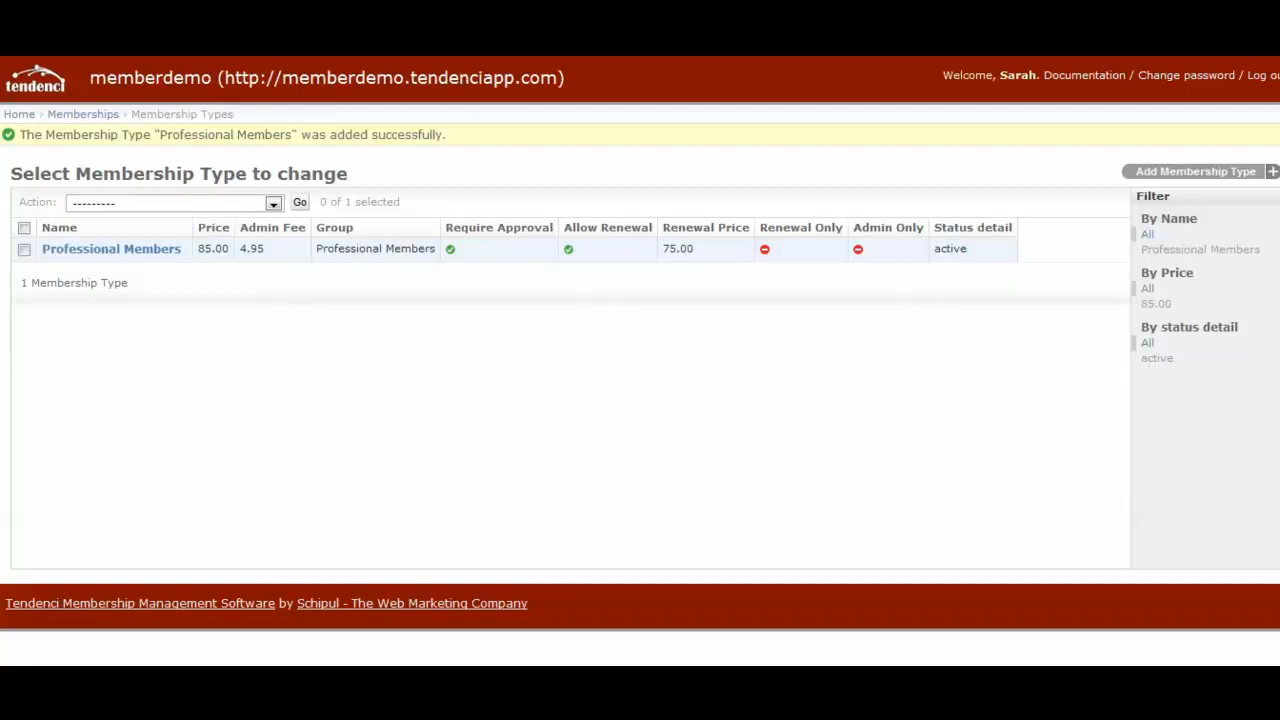 tendenci
memberdemo (http://memberdemo.tendenciapp.com)
Welcome, Sarah. Documentation / Change password / Log ou
Home › Memberships › Membership Types
The Membership Type "Professional Members" was added successfully.
Select Membership Type to change
Add Membership Type +
Action: --------- Go 0 of 1 selected
Name Price Admin Fee Group Require Approval Allow Renewal Renewal Price Renewal Only Admin Only Status detail
Professional Members 85.00 4.95 Professional Members 75.00 active
1 Membership Type
Filter
By Name
All
Professional Members
By Price
All
85.00
By status detail
All
active
Tendenci Membership Management Software by Schipul - The Web Marketing Company